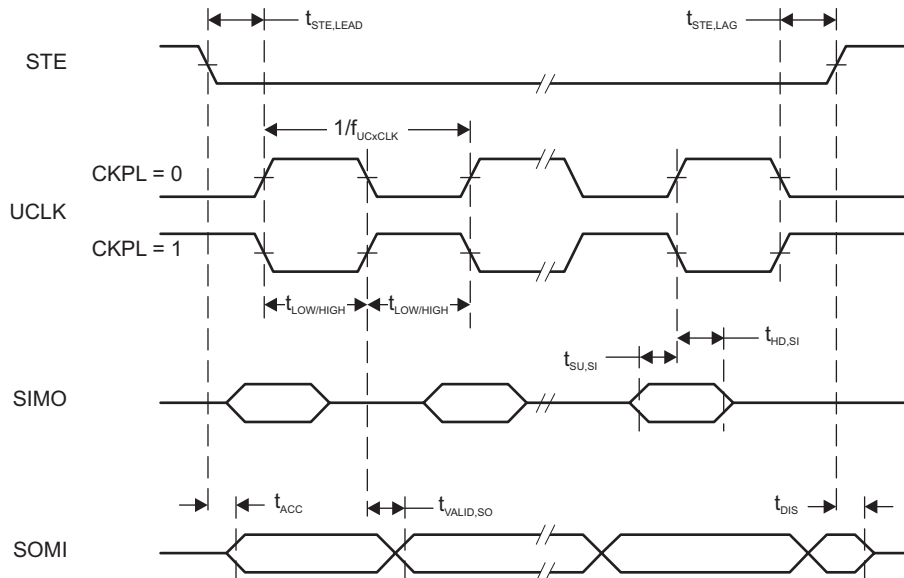 tSTE,LEAD
tSTE,LAG
STE
1/fUCxCLK
CKPL = 0
UCLK
CKPL = 1
tLOW/HIGH
tLOW/HIGH
tHD,SI
tSU,SI
SIMO
tACC
tVALID,SO
tDIS
SOMI